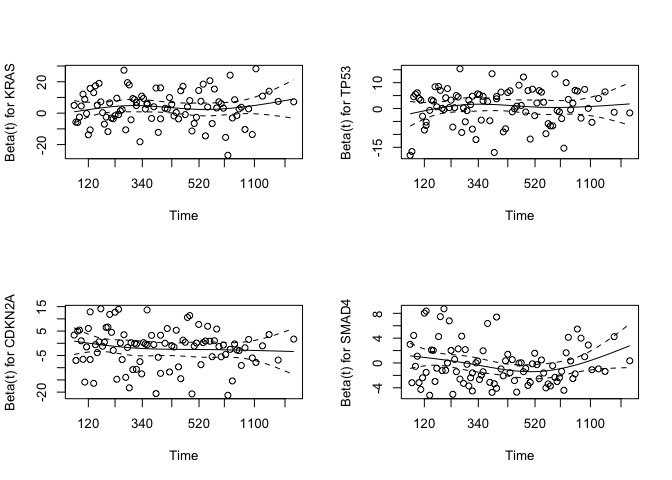 Beta(t) for KRAS
20
0
-20
120 340 520 1100
Time
Beta(t) for TP53
10
0
-15
120 340 520 1100
Time
Beta(t) for CDKN2A
15
5
-5
-20
120 340 520 1100
Time
Beta(t) for SMAD4
8
4
0
-4
120 340 520 1100
Time